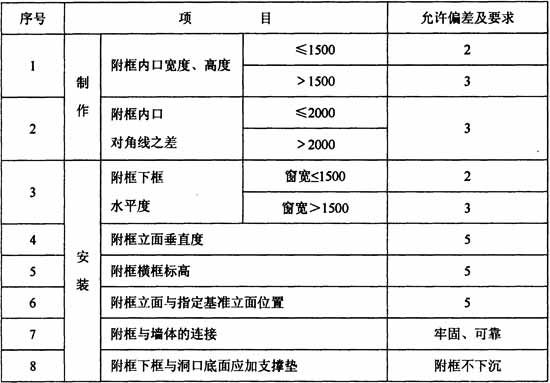 序号 项 目 允许偏差及要求
1 制作 附框内口宽度、高度 ≤1500 2
>1500 3
2 附框内口 对角线之差 ≤2000 3
>2000
3 安装 附框下框 水平度 窗宽≤1500 2
窗宽>1500 3
4 附框立面垂直度 5
5 附框横框标高 5
6 附框立面与指定基准立面位置 5
7 附框与墙体的连接 牢固、可靠
8 附框下框与洞口底面应加支撑垫 附框不下沉